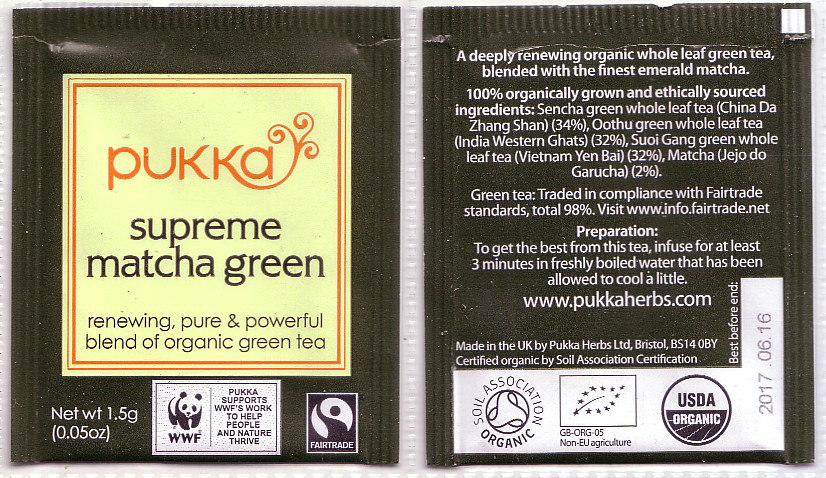 pukka
supreme
matcha green
renewing, pure & powerful
blend of organic green tea
Net wt 1.5g
(0.05oz)
WWF
PUKKA
SUPPORTS
WWF'S WORK
TO HELP
PEOPLE
AND NATURE
THRIVE
FAIRTRADE
A deeply renewing organic whole leaf green tea,
blended with the finest emerald matcha.
100% organically grown and ethically sourced
ingredients: Sencha green whole leaf tea (China Da
Zhang Shan) (34%), Oothu green whole leaf tea
(India Western Ghats) (32%), Suoi Gang green whole
leaf tea (Vietnam Yen Bai) (32%), Matcha (Jejo do
Garucha) (2%).
Green tea: Traded in compliance with Fairtrade
standards, total 98%. Visit www.info.fairtrade.net
Preparation:
To get the best from this tea, infuse for at least
3 minutes in freshly boiled water that has been
allowed to cool a little.
www.pukkaherbs.com
Made in the UK by Pukka Herbs Ltd, Bristol, BS14 0BY
Certified organic by Soil Association Certification
Best before end:
2017.06.16
SOIL ASSOCIATION
ORGANIC
GB-ORG-05
Non-EU agriculture
USDA
ORGANIC